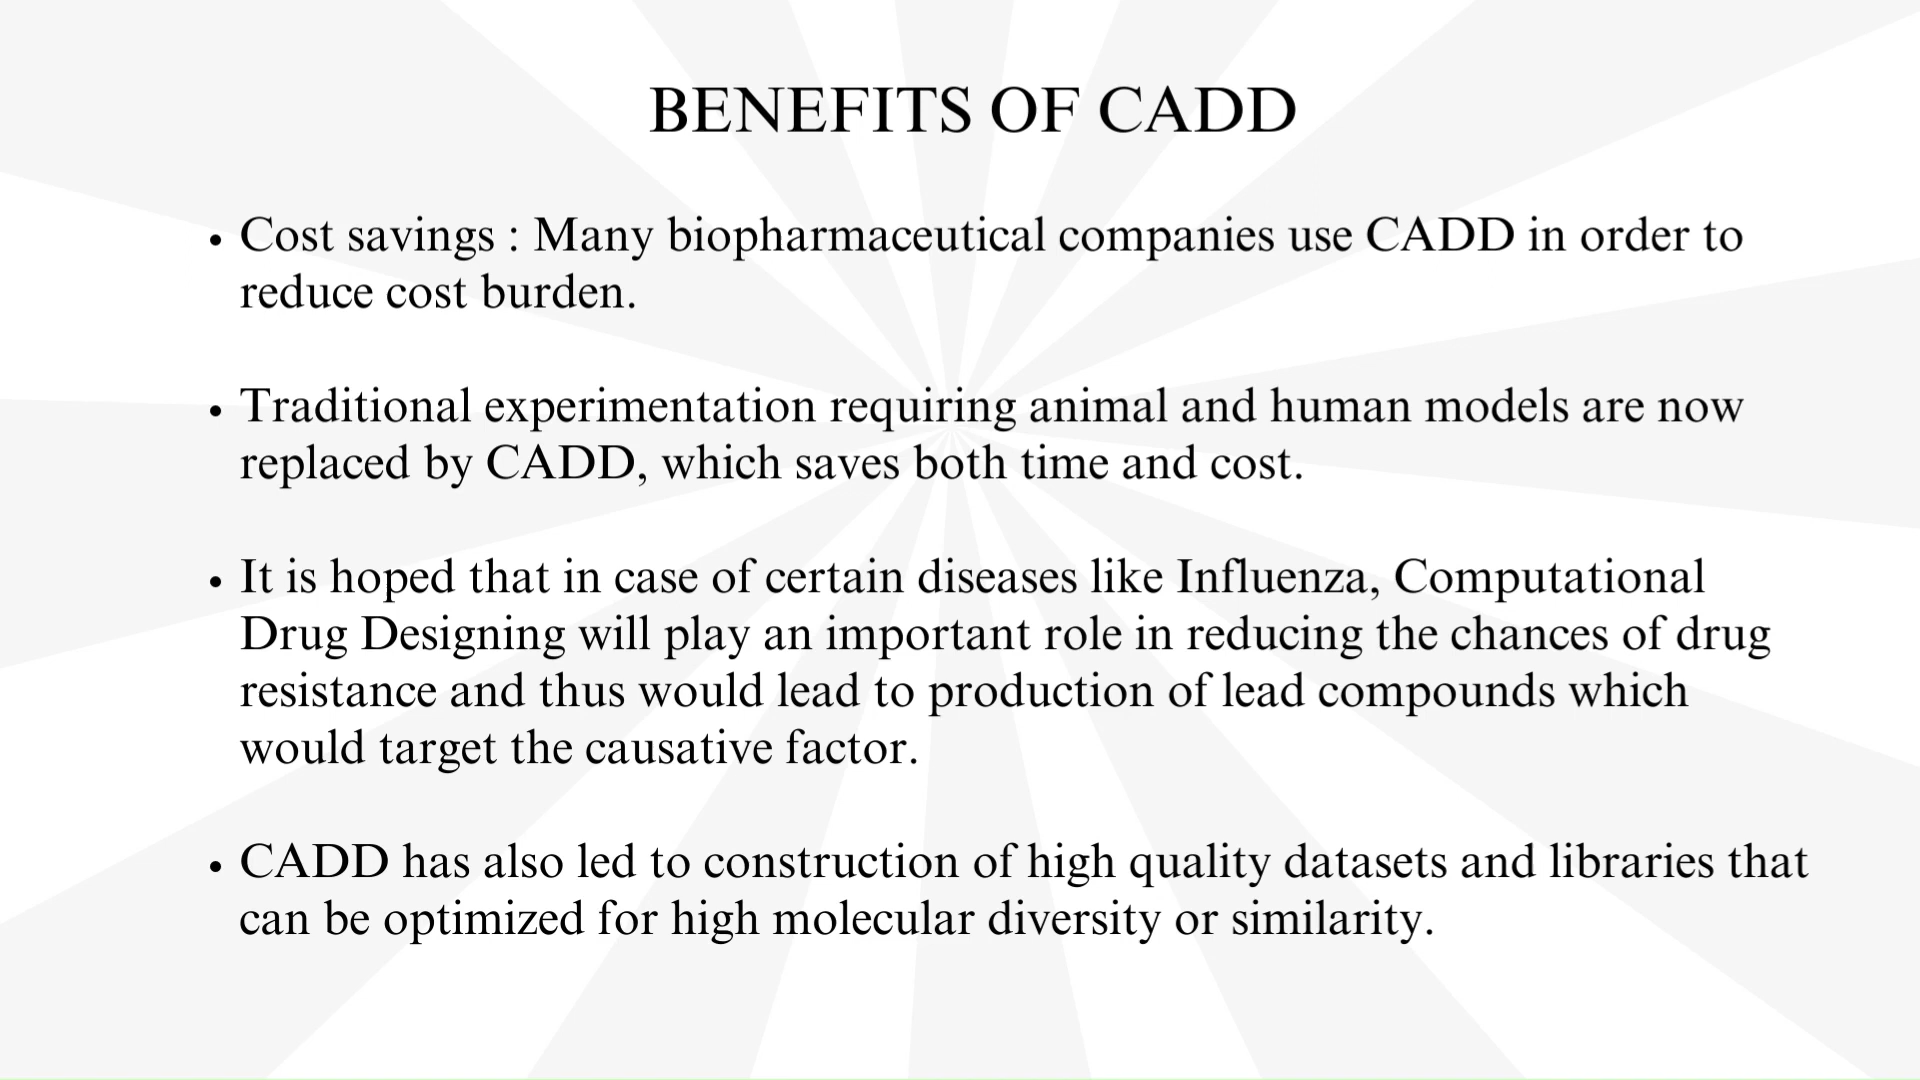 BENEFITS OF CADD
• Cost savings : Many biopharmaceutical companies use CADD in order to
reduce cost burden.
• Traditional experimentation requiring animal and human models are now
replaced by CADD, which saves both time and cost.
• It is hoped that in case of certain diseases like Influenza, Computational
Drug Designing will play an important role in reducing the chances of drug
resistance and thus would lead to production of lead compounds which
would target the causative factor.
• CADD has also led to construction of high quality datasets and libraries that
can be optimized for high molecular diversity or similarity.